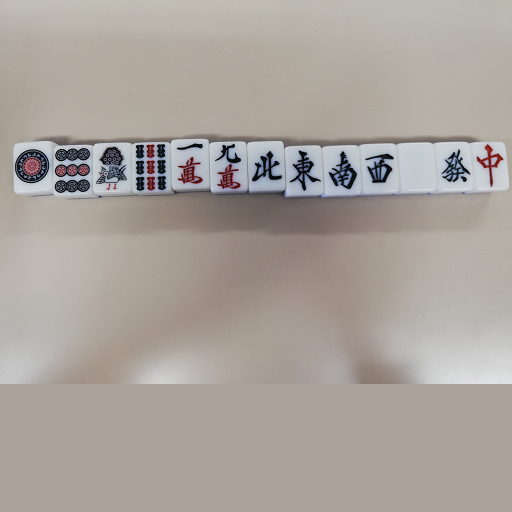 一萬 九萬 北 東 南 西 發 中